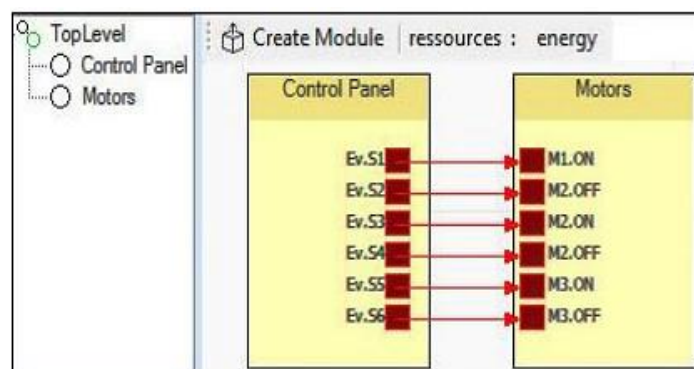 TopLevel
Control Panel
Motors
Create Module ressources : energy
Control Panel Motors
Ev.S1 M1.ON
Ev.S2 M2.OFF
Ev.S3 M2.ON
Ev.S4 M2.OFF
Ev.S5 M3.ON
Ev.S6 M3.OFF